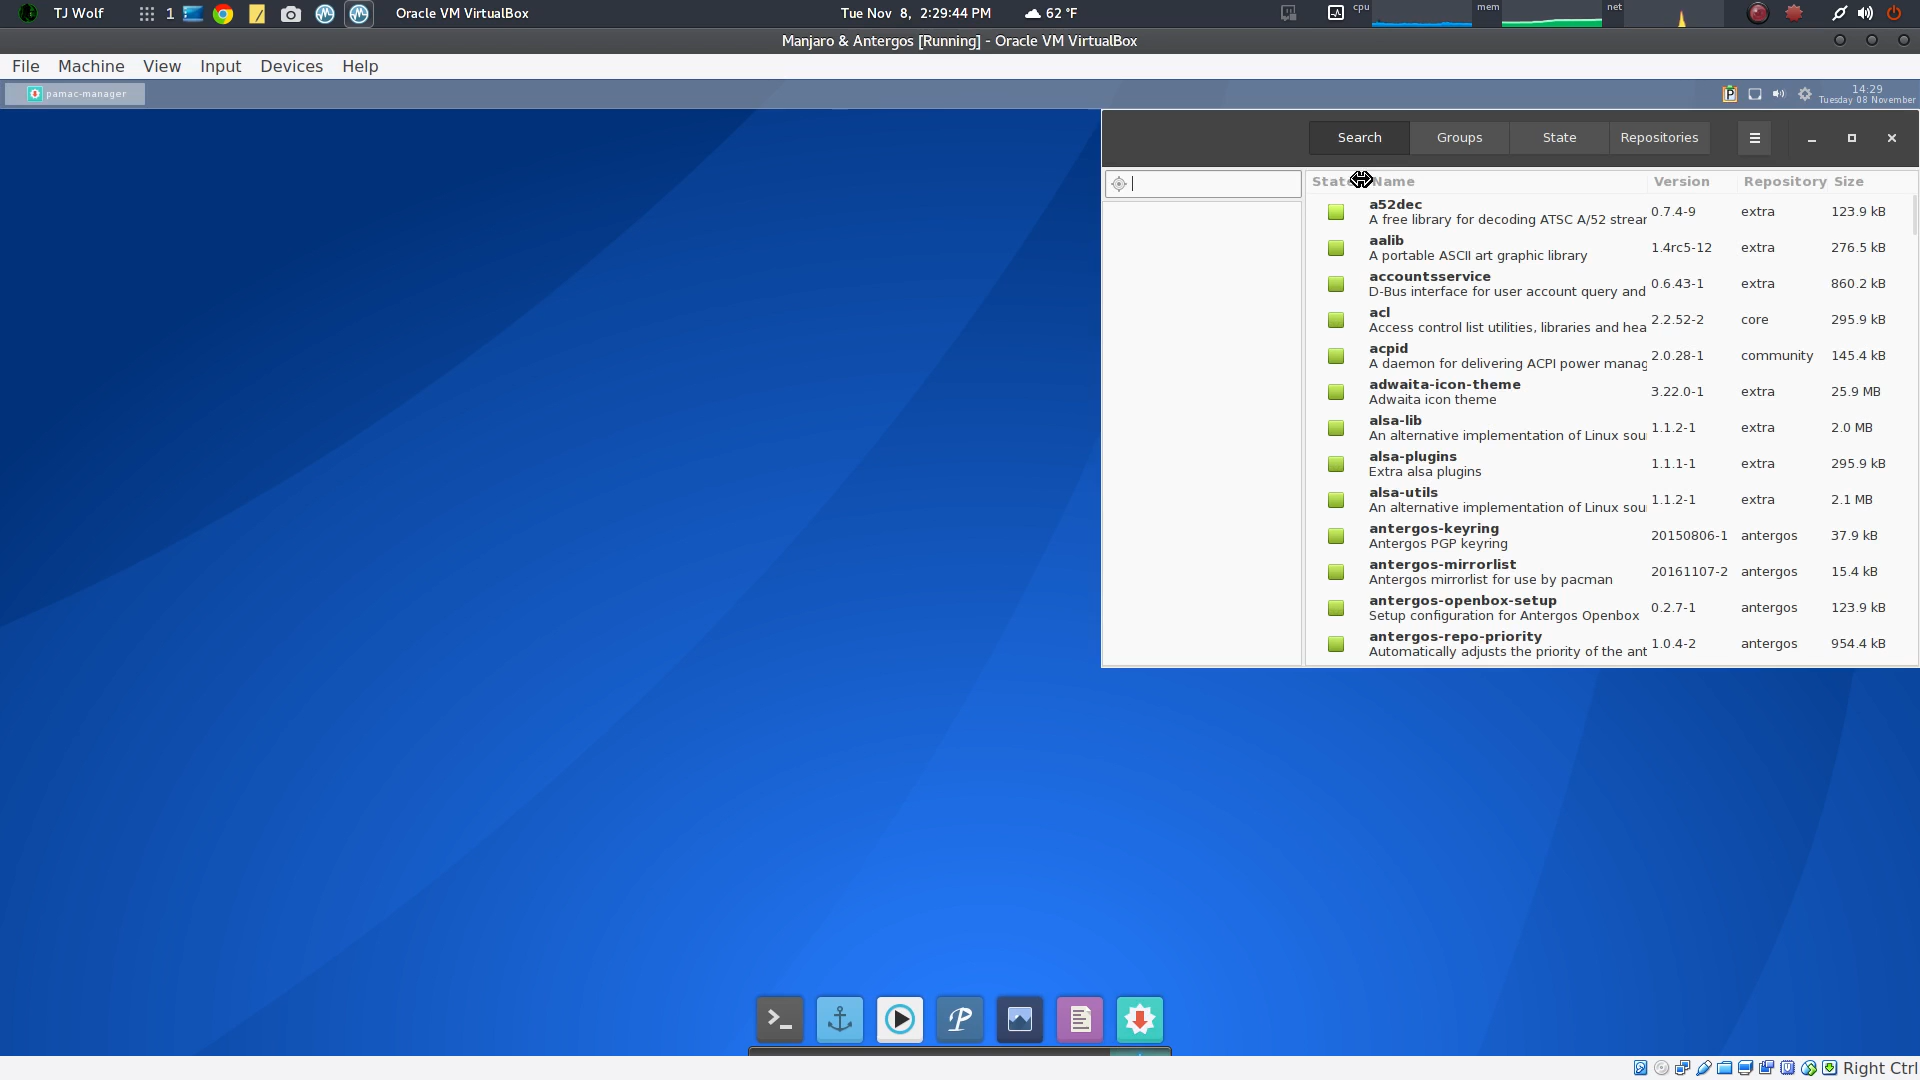 TJ Wolf
1
Oracle VM VirtualBox
Tue Nov 8, 2:29:44 PM
62 °F
cpu
mem
net
Manjaro & Antergos [Running] - Oracle VM VirtualBox
File Machine View Input Devices Help
pamac-manager
14:29
Tuesday 08 November
Search Groups State Repositories
State Name Version Repository Size
a52dec
A free library for decoding ATSC A/52 strear
0.7.4-9 extra 123.9 kB
aalib
A portable ASCII art graphic library
1.4rc5-12 extra 276.5 kB
accountsservice
D-Bus interface for user account query and
0.6.43-1 extra 860.2 kB
acl
Access control list utilities, libraries and hea
2.2.52-2 core 295.9 kB
acpid
A daemon for delivering ACPI power manag
2.0.28-1 community 145.4 kB
adwaita-icon-theme
Adwaita icon theme
3.22.0-1 extra 25.9 MB
alsa-lib
An alternative implementation of Linux sou
1.1.2-1 extra 2.0 MB
alsa-plugins
Extra alsa plugins
1.1.1-1 extra 295.9 kB
alsa-utils
An alternative implementation of Linux sou
1.1.2-1 extra 2.1 MB
antergos-keyring
Antergos PGP keyring
20150806-1 antergos 37.9 kB
antergos-mirrorlist
Antergos mirrorlist for use by pacman
20161107-2 antergos 15.4 kB
antergos-openbox-setup
Setup configuration for Antergos Openbox
0.2.7-1 antergos 123.9 kB
antergos-repo-priority
Automatically adjusts the priority of the ant
1.0.4-2 antergos 954.4 kB
Right Ctrl